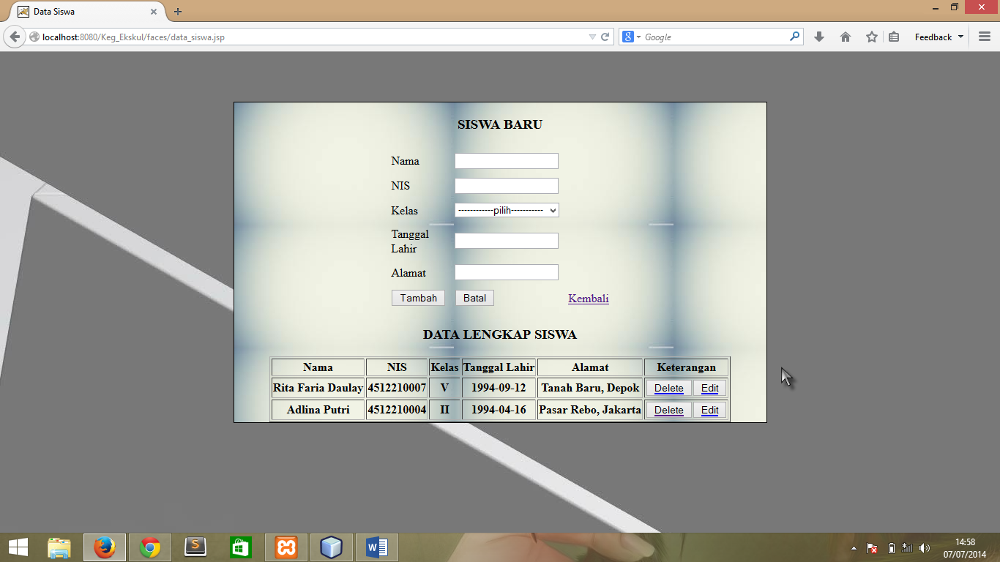 Data Siswa
localhost:8080/Keg_Ekskul/faces/data_siswa.jsp
Google
Feedback
SISWA BARU
Nama
NIS
Kelas ------------pilih-----------
Tanggal
Lahir
Alamat
Tambah Batal Kembali
DATA LENGKAP SISWA
Nama NIS Kelas Tanggal Lahir Alamat Keterangan
Rita Faria Daulay 4512210007 V 1994-09-12 Tanah Baru, Depok Delete Edit
Adlina Putri 4512210004 II 1994-04-16 Pasar Rebo, Jakarta Delete Edit
14:58
07/07/2014